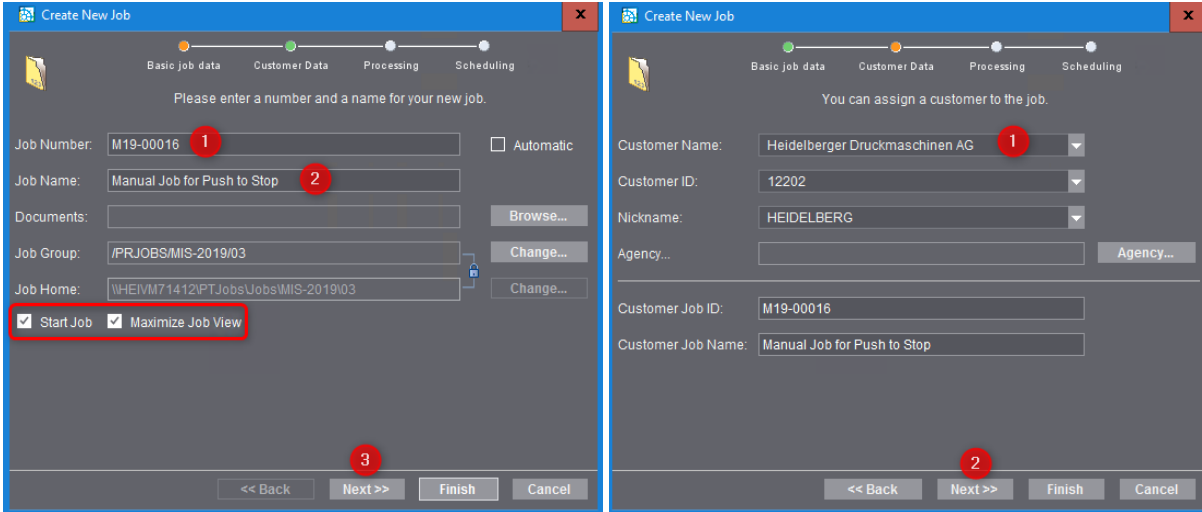 Create New Job
Basic job data Customer Data Processing Scheduling
Please enter a number and a name for your new job.
Job Number: M19-00016 1 Automatic
Job Name: Manual Job for Push to Stop 2
Documents: Browse...
Job Group: /PRJOBS/MIS-2019/03 Change...
Job Home: \\HEIVM71412\PTJobs\Jobs\MIS-2019\03 Change...
Start Job Maximize Job View
3
<< Back Next >> Finish Cancel
Create New Job
Basic job data Customer Data Processing Scheduling
You can assign a customer to the job.
Customer Name: Heidelberger Druckmaschinen AG 1
Customer ID: 12202
Nickname: HEIDELBERG
Agency... Agency...
Customer Job ID: M19-00016
Customer Job Name: Manual Job for Push to Stop
2
<< Back Next >> Finish Cancel